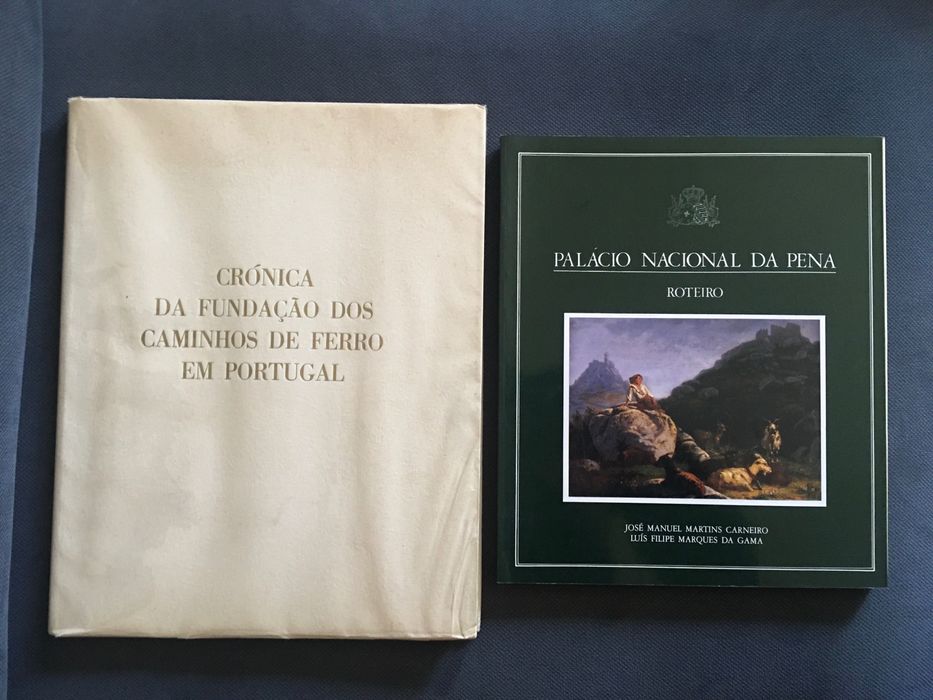 CRÓNICA
DA FUNDAÇÃO DOS
CAMINHOS DE FERRO
EM PORTUGAL
PALÁCIO NACIONAL DA PENA
ROTEIRO
JOSÉ MANUEL MARTINS CARNEIRO
LUÍS FILIPE MARQUES DA GAMA